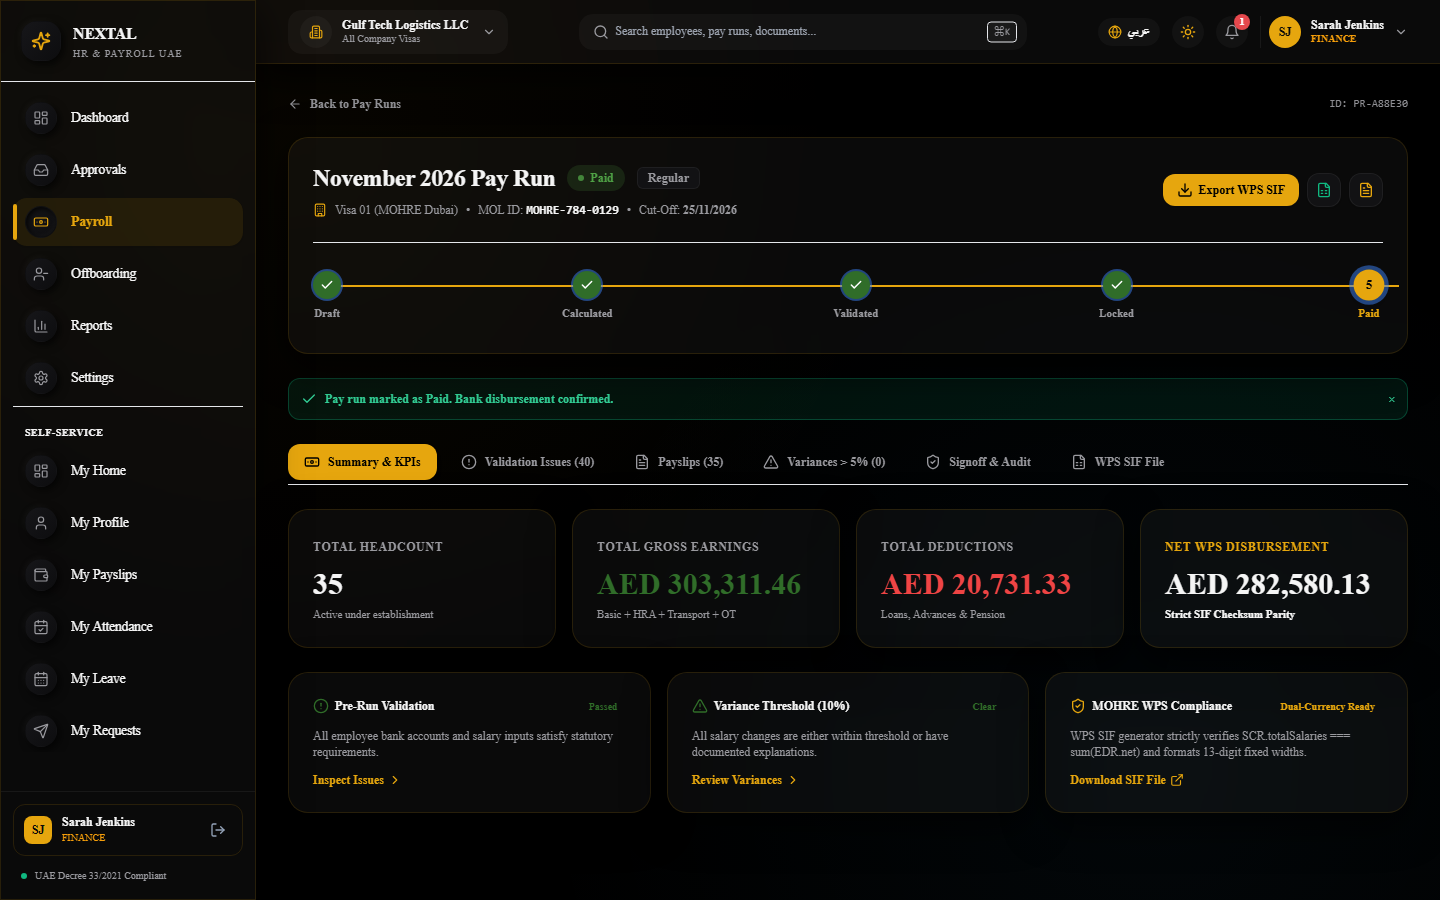 NEXTAL
HR & PAYROLL UAE
Dashboard
Approvals
Payroll
Offboarding
Reports
Settings
SELF-SERVICE
My Home
My Profile
My Payslips
My Attendance
My Leave
My Requests
SJ
Sarah Jenkins
FINANCE
UAE Decree 33/2021 Compliant
Gulf Tech Logistics LLC
All Company Visas
Search employees, pay runs, documents...
⌘K
عربي
1
SJ
Sarah Jenkins
FINANCE
Back to Pay Runs
ID: PR-A88E30
November 2026 Pay Run
Paid
Regular
Visa 01 (MOHRE Dubai) • MOL ID: MOHRE-784-0129 • Cut-Off: 25/11/2026
Export WPS SIF
5
Draft
Calculated
Validated
Locked
Paid
Pay run marked as Paid. Bank disbursement confirmed.
×
Summary & KPIs
Validation Issues (40)
Payslips (35)
Variances > 5% (0)
Signoff & Audit
WPS SIF File
TOTAL HEADCOUNT
35
Active under establishment
TOTAL GROSS EARNINGS
AED 303,311.46
Basic + HRA + Transport + OT
TOTAL DEDUCTIONS
AED 20,731.33
Loans, Advances & Pension
NET WPS DISBURSEMENT
AED 282,580.13
Strict SIF Checksum Parity
Pre-Run Validation
Passed
All employee bank accounts and salary inputs satisfy statutory
requirements.
Inspect Issues
Variance Threshold (10%)
Clear
All salary changes are either within threshold or have
documented explanations.
Review Variances
MOHRE WPS Compliance
Dual-Currency Ready
WPS SIF generator strictly verifies SCR.totalSalaries ===
sum(EDR.net) and formats 13-digit fixed widths.
Download SIF File